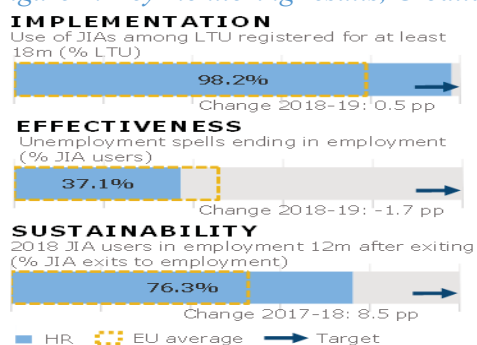 IMPLEMENTATION
Use of JIAs among LTU registered for at least
18m (% LTU)
98.2%
Change 2018-19: 0.5 pp
EFFECTIVENESS
Unemployment spells ending in employment
(% JIA users)
37.1%
Change 2018-19: -1.7 pp
SUSTAINABILITY
2018 JIA users in employment 12m after exiting
(% JIA exits to employment)
76.3%
Change 2017-18: 8.5 pp
HR EU average Target